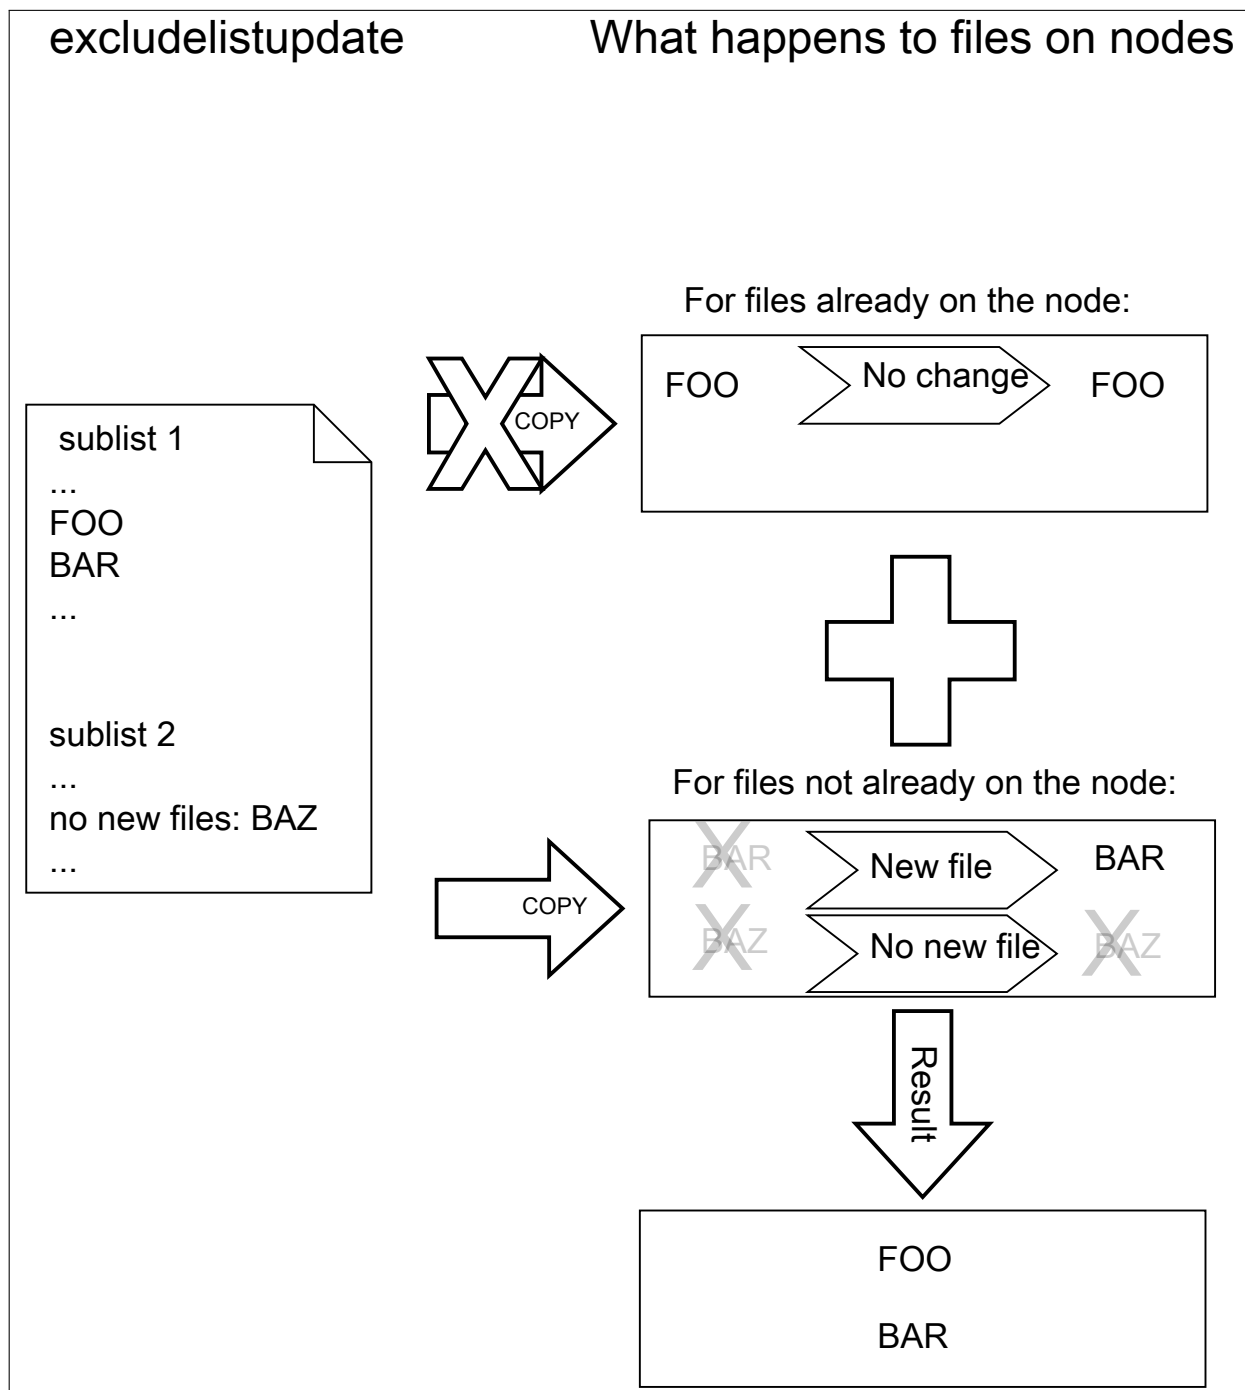 excludelistupdate
What happens to files on nodes
sublist 1
...
FOO
BAR
...
sublist 2
...
no new files: BAZ
...
COPY
For files already on the node:
FOO
No change
FOO
For files not already on the node:
COPY
BAR
New file
BAR
BAZ
No new file
BAZ
Result
FOO
BAR